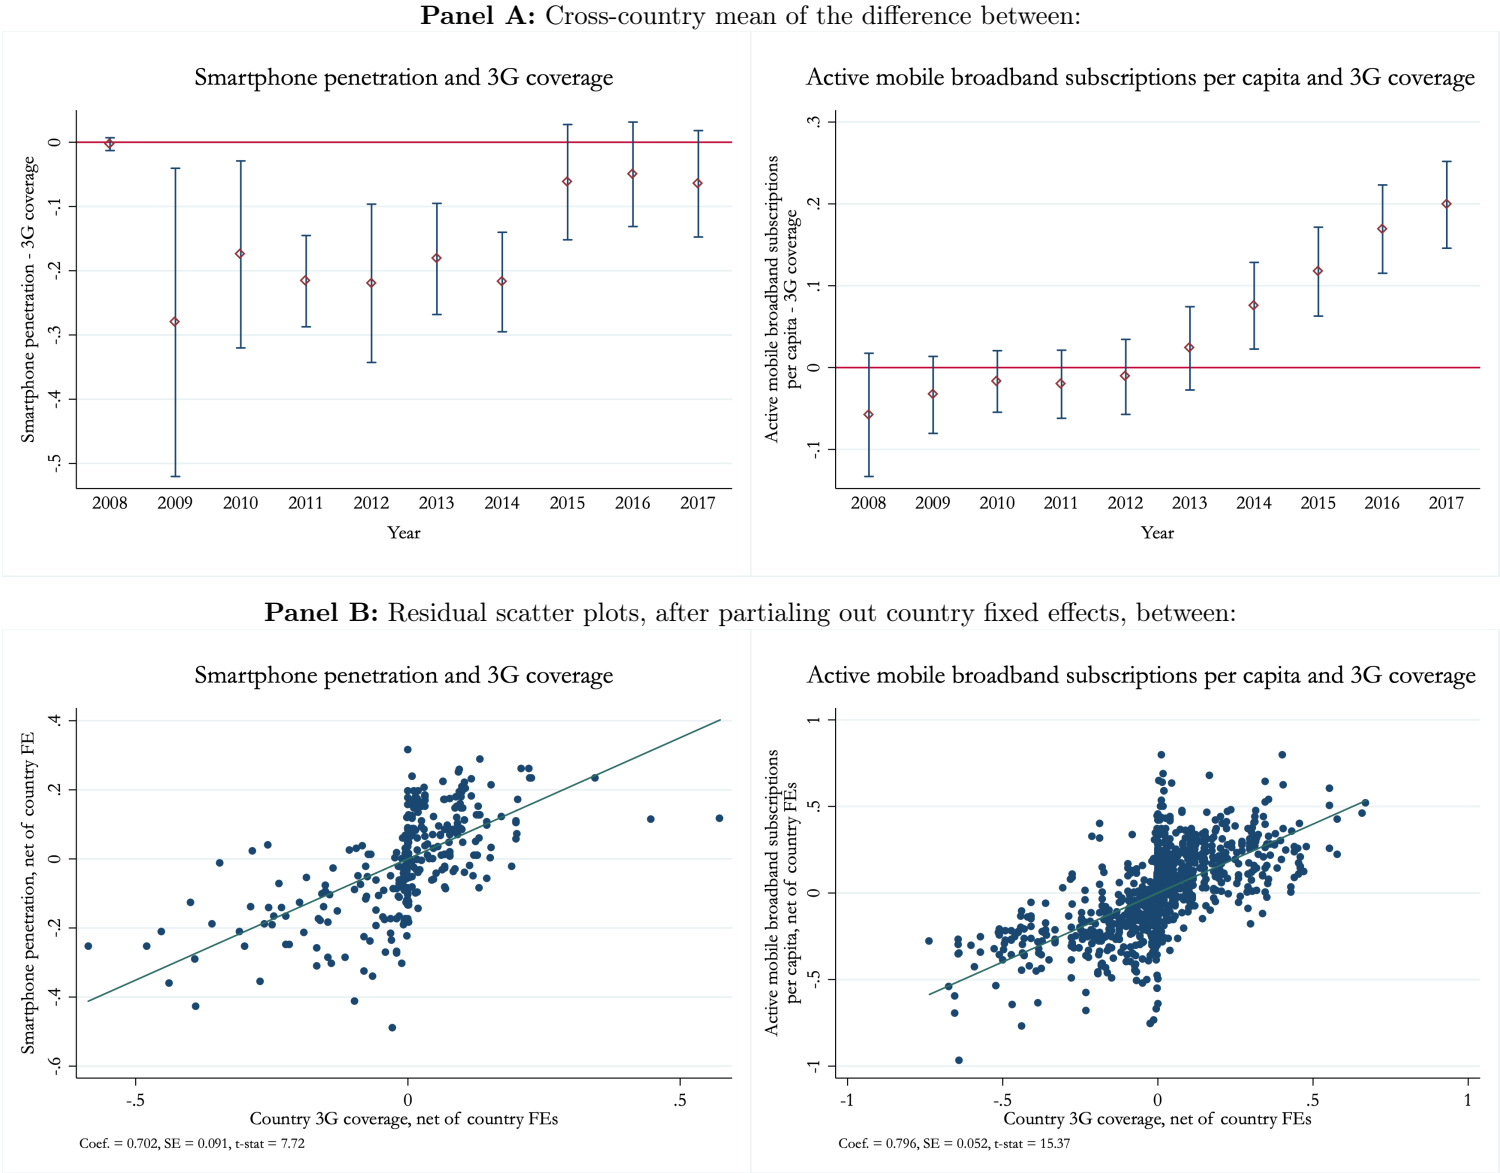 Panel A: Cross-country mean of the difference between:
Smartphone penetration and 3G coverage
Smartphone penetration - 3G coverage
0
-.1
-.2
-.3
-.4
-.5
2008 2009 2010 2011 2012 2013 2014 2015 2016 2017
Year
Active mobile broadband subscriptions per capita and 3G coverage
Active mobile broadband subscriptions
per capita - 3G coverage
.3
.2
.1
0
-.1
2008 2009 2010 2011 2012 2013 2014 2015 2016 2017
Year
Panel B: Residual scatter plots, after partialing out country fixed effects, between:
Smartphone penetration and 3G coverage
Smartphone penetration, net of country FE
.4
.2
0
-.2
-.4
-.6
-.5 0 .5
Country 3G coverage, net of country FEs
Coef. = 0.702, SE = 0.091, t-stat = 7.72
Active mobile broadband subscriptions per capita and 3G coverage
Active mobile broadband subscriptions
per capita, net of country FEs
1
.5
0
-.5
-1
-1 -.5 0 .5 1
Country 3G coverage, net of country FEs
Coef. = 0.796, SE = 0.052, t-stat = 15.37